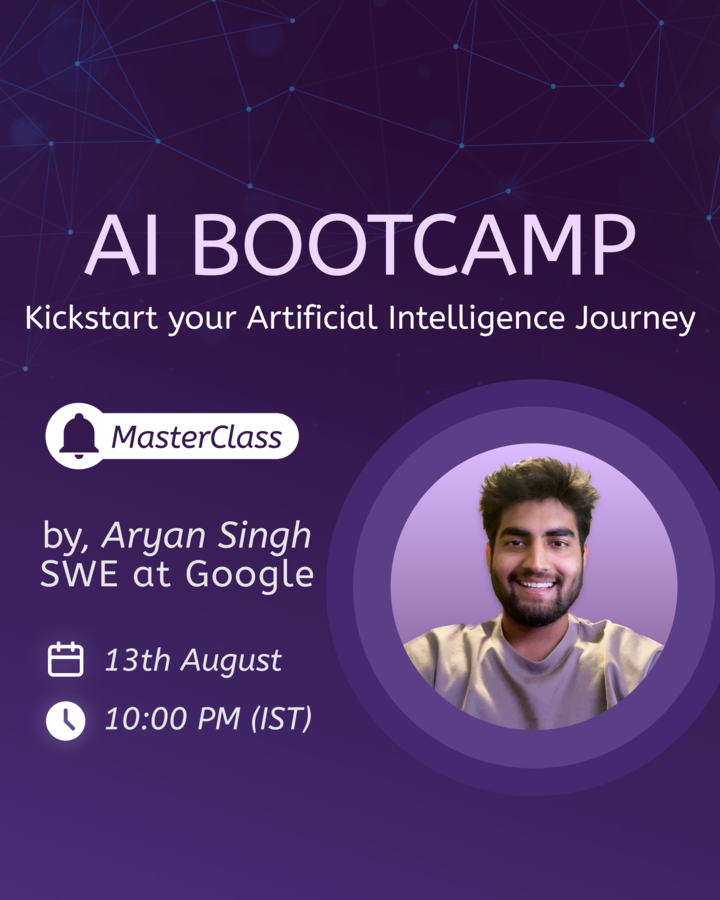 AI BOOTCAMP
Kickstart your Artificial Intelligence Journey
MasterClass
by, Aryan Singh
SWE at Google
13th August
10:00 PM (IST)